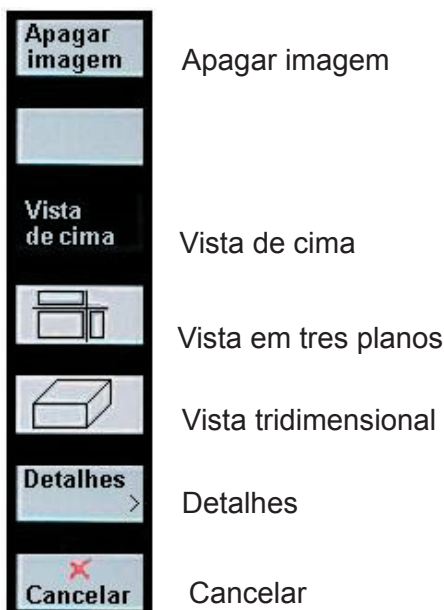 Apagar
imagem
Apagar imagem
Vista
de cima
Vista de cima
Vista em tres planos
Vista tridimensional
Detalhes >
Detalhes
Cancelar
Cancelar